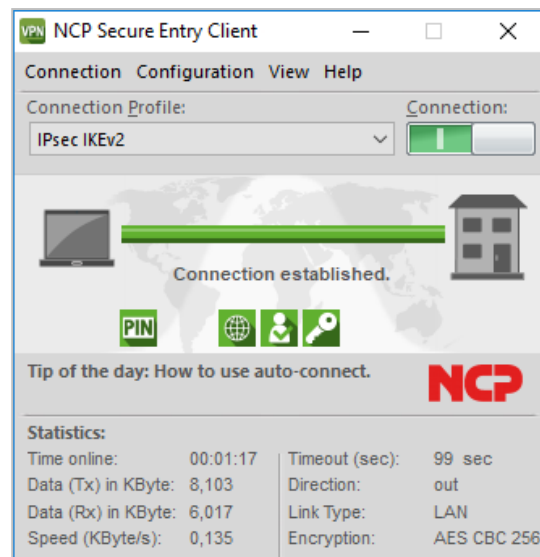 VPN NCP Secure Entry Client
Connection Configuration View Help
Connection Profile: Connection:
IPsec IKEv2
Connection established.
PIN
Tip of the day: How to use auto-connect. NCP
Statistics:
Time online: 00:01:17 Timeout (sec): 99 sec
Data (Tx) in KByte: 8,103 Direction: out
Data (Rx) in KByte: 6,017 Link Type: LAN
Speed (KByte/s): 0,135 Encryption: AES CBC 256